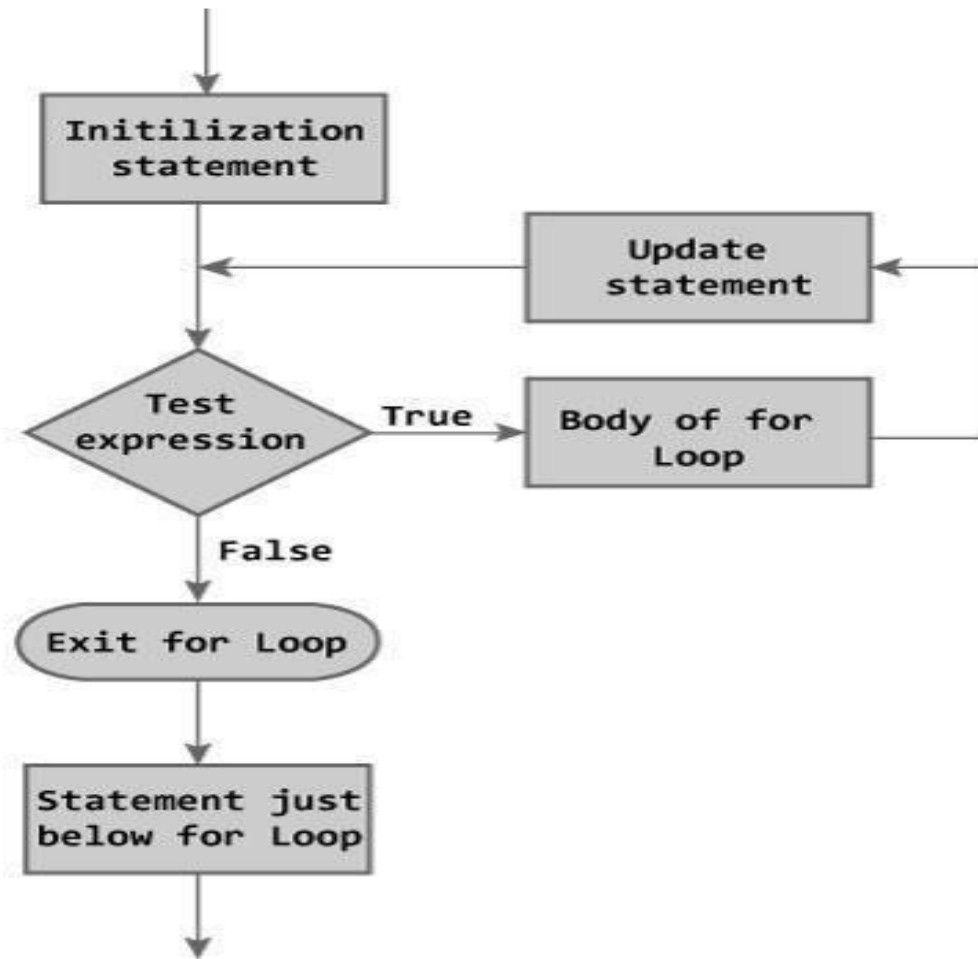 Initilization
statement
Update
statement
Test
expression
True
Body of for
Loop
False
Exit for Loop
Statement just
below for Loop